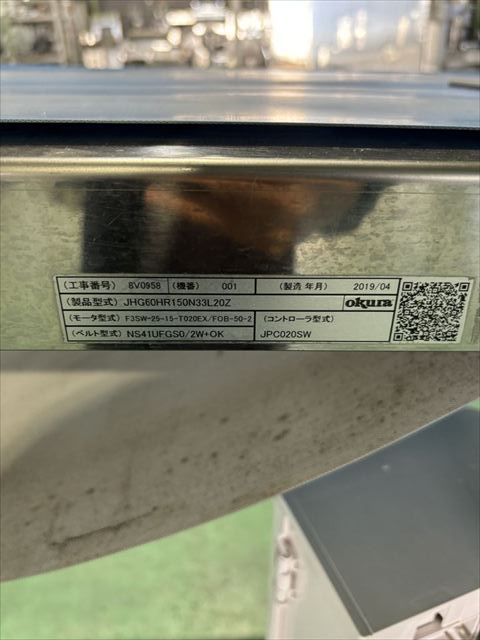 (工事番号) 8V0958 (機番) 001 (製造 年月) 2019/04
(製品型式) JHG60HR150N33L20Z okura
(モータ型式) F3SW-25-15-T020EX/FOB-50-2 (コントローラ型式)
(ベルト型式) NS41UFGS0/2W+OK JPC020SW